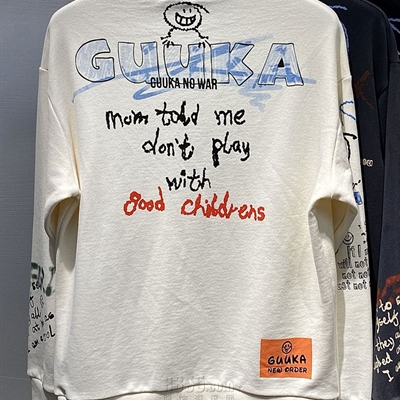 GUUKA
GUUKA NO WAR
mom told me
don't play
with
good childrens
GUUKA
NEW ORDER